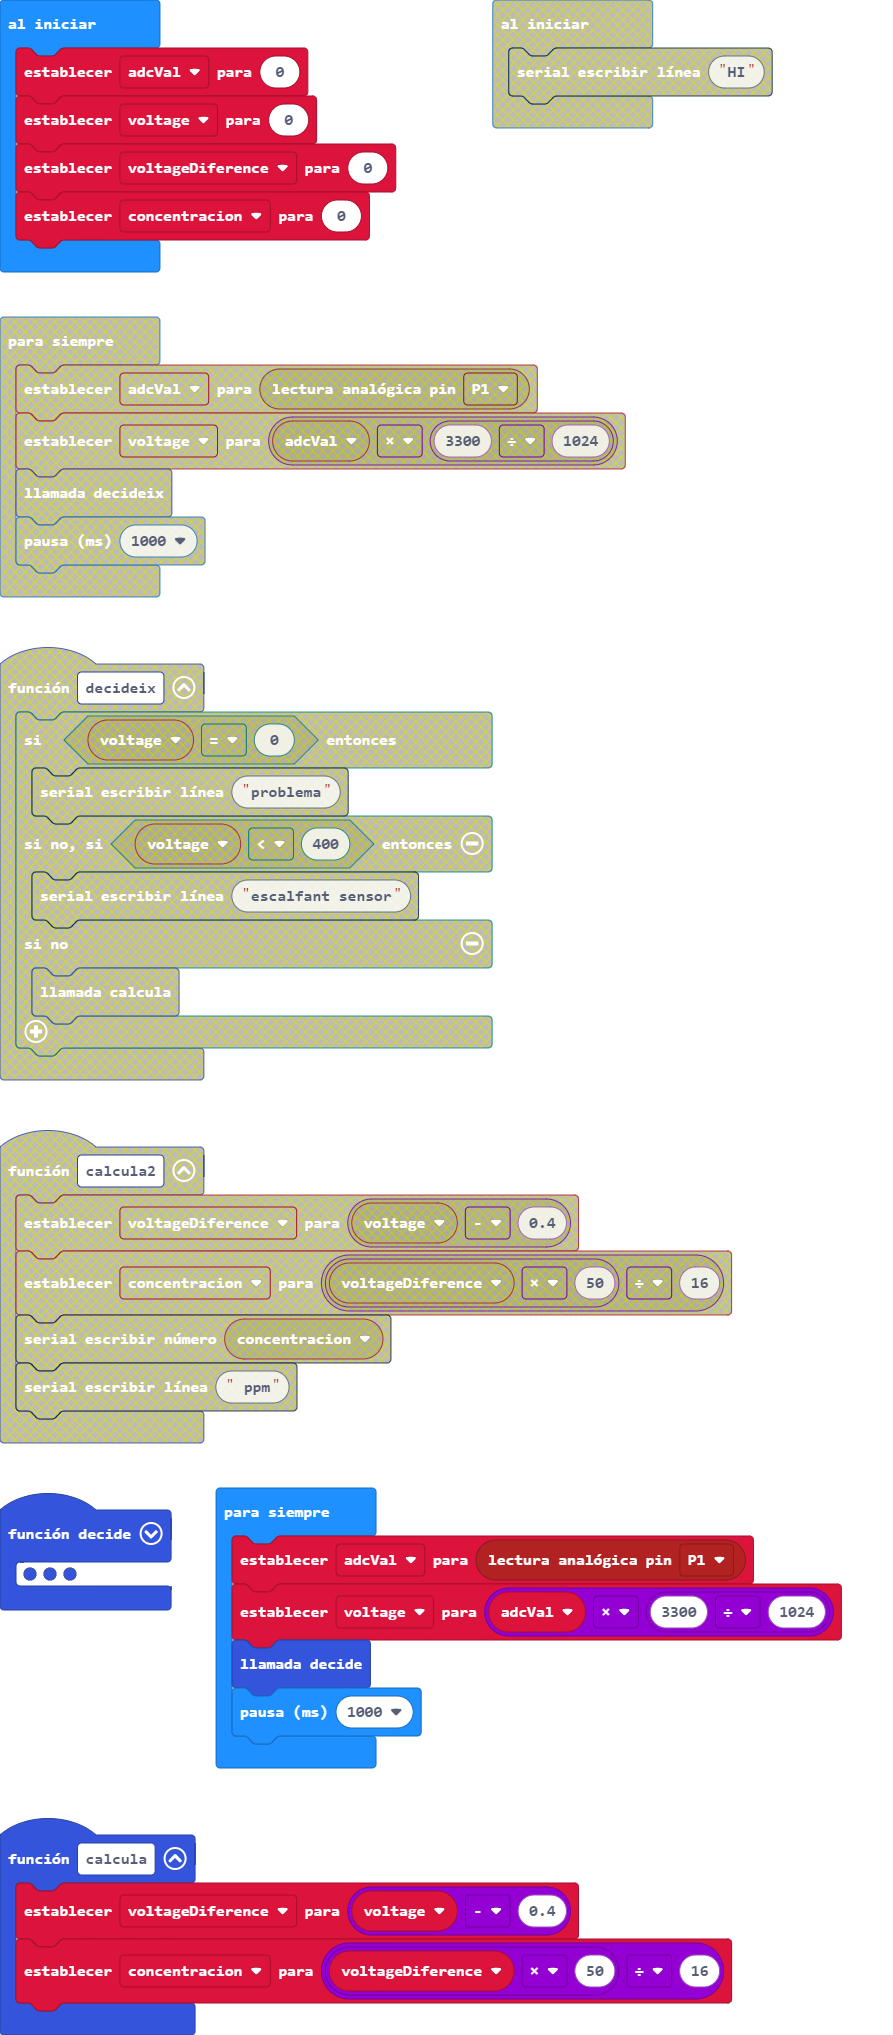 al iniciar
establecer adcVal para 0
establecer voltage para 0
establecer voltageDiference para 0
establecer concentracion para 0
al iniciar
serial escribir línea "HI"
para siempre
establecer adcVal para lectura analógica pin P1
establecer voltage para adcVal × 3300 ÷ 1024
llamada decideix
pausa (ms) 1000
función decideix
si voltage = 0 entonces
serial escribir línea "problema"
si no, si voltage < 400 entonces
serial escribir línea "escalfant sensor"
si no
llamada calcula
función calcula2
establecer voltageDiference para voltage - 0.4
establecer concentracion para voltageDiference × 50 ÷ 16
serial escribir número concentracion
serial escribir línea " ppm"
función decide
para siempre
establecer adcVal para lectura analógica pin P1
establecer voltage para adcVal × 3300 ÷ 1024
llamada decide
pausa (ms) 1000
función calcula
establecer voltageDiference para voltage - 0.4
establecer concentracion para voltageDiference × 50 ÷ 16